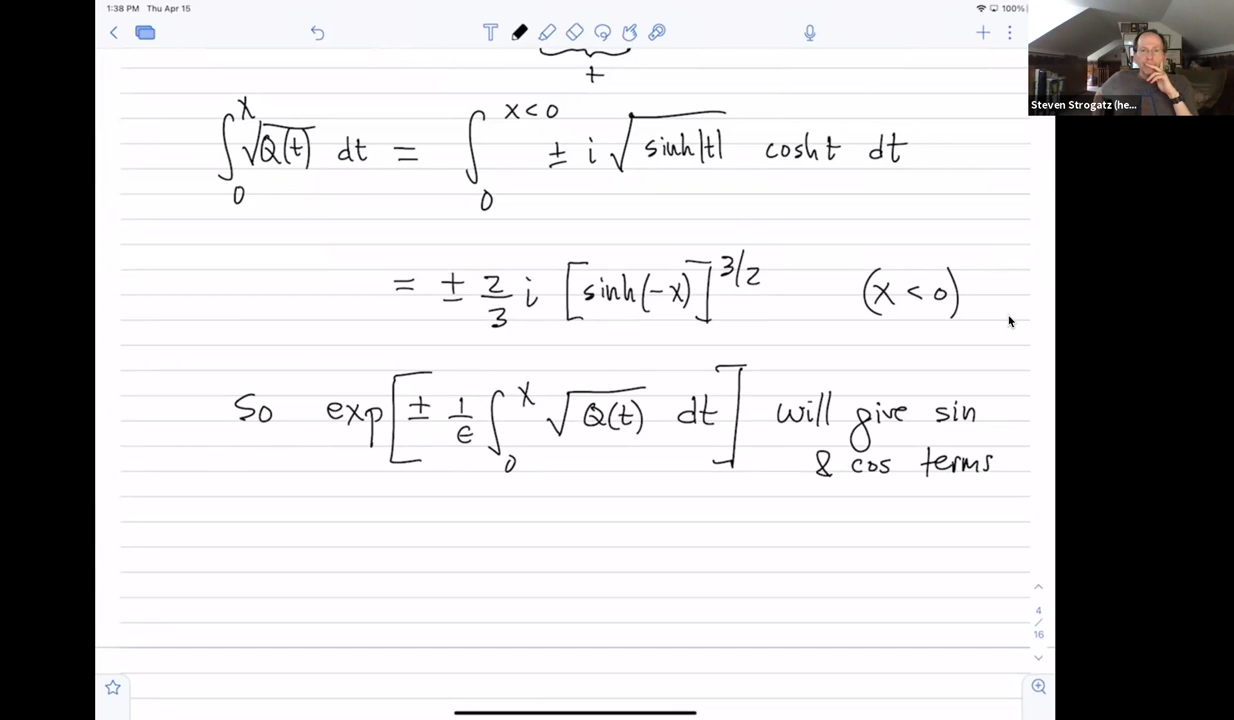 1:38 PM Thu Apr 15
100%
T
Steven Strogatz (he...
+
∫₀ˣ √Q(t) dt = ∫₀^{x<0} ± i √sinh|t| cosh t dt
= ± 2/3 i [sinh(-x)]^{3/2} (x < 0)
So exp[± 1/ϵ ∫₀ˣ √Q(t) dt] will give sin
& cos terms
4
/
16